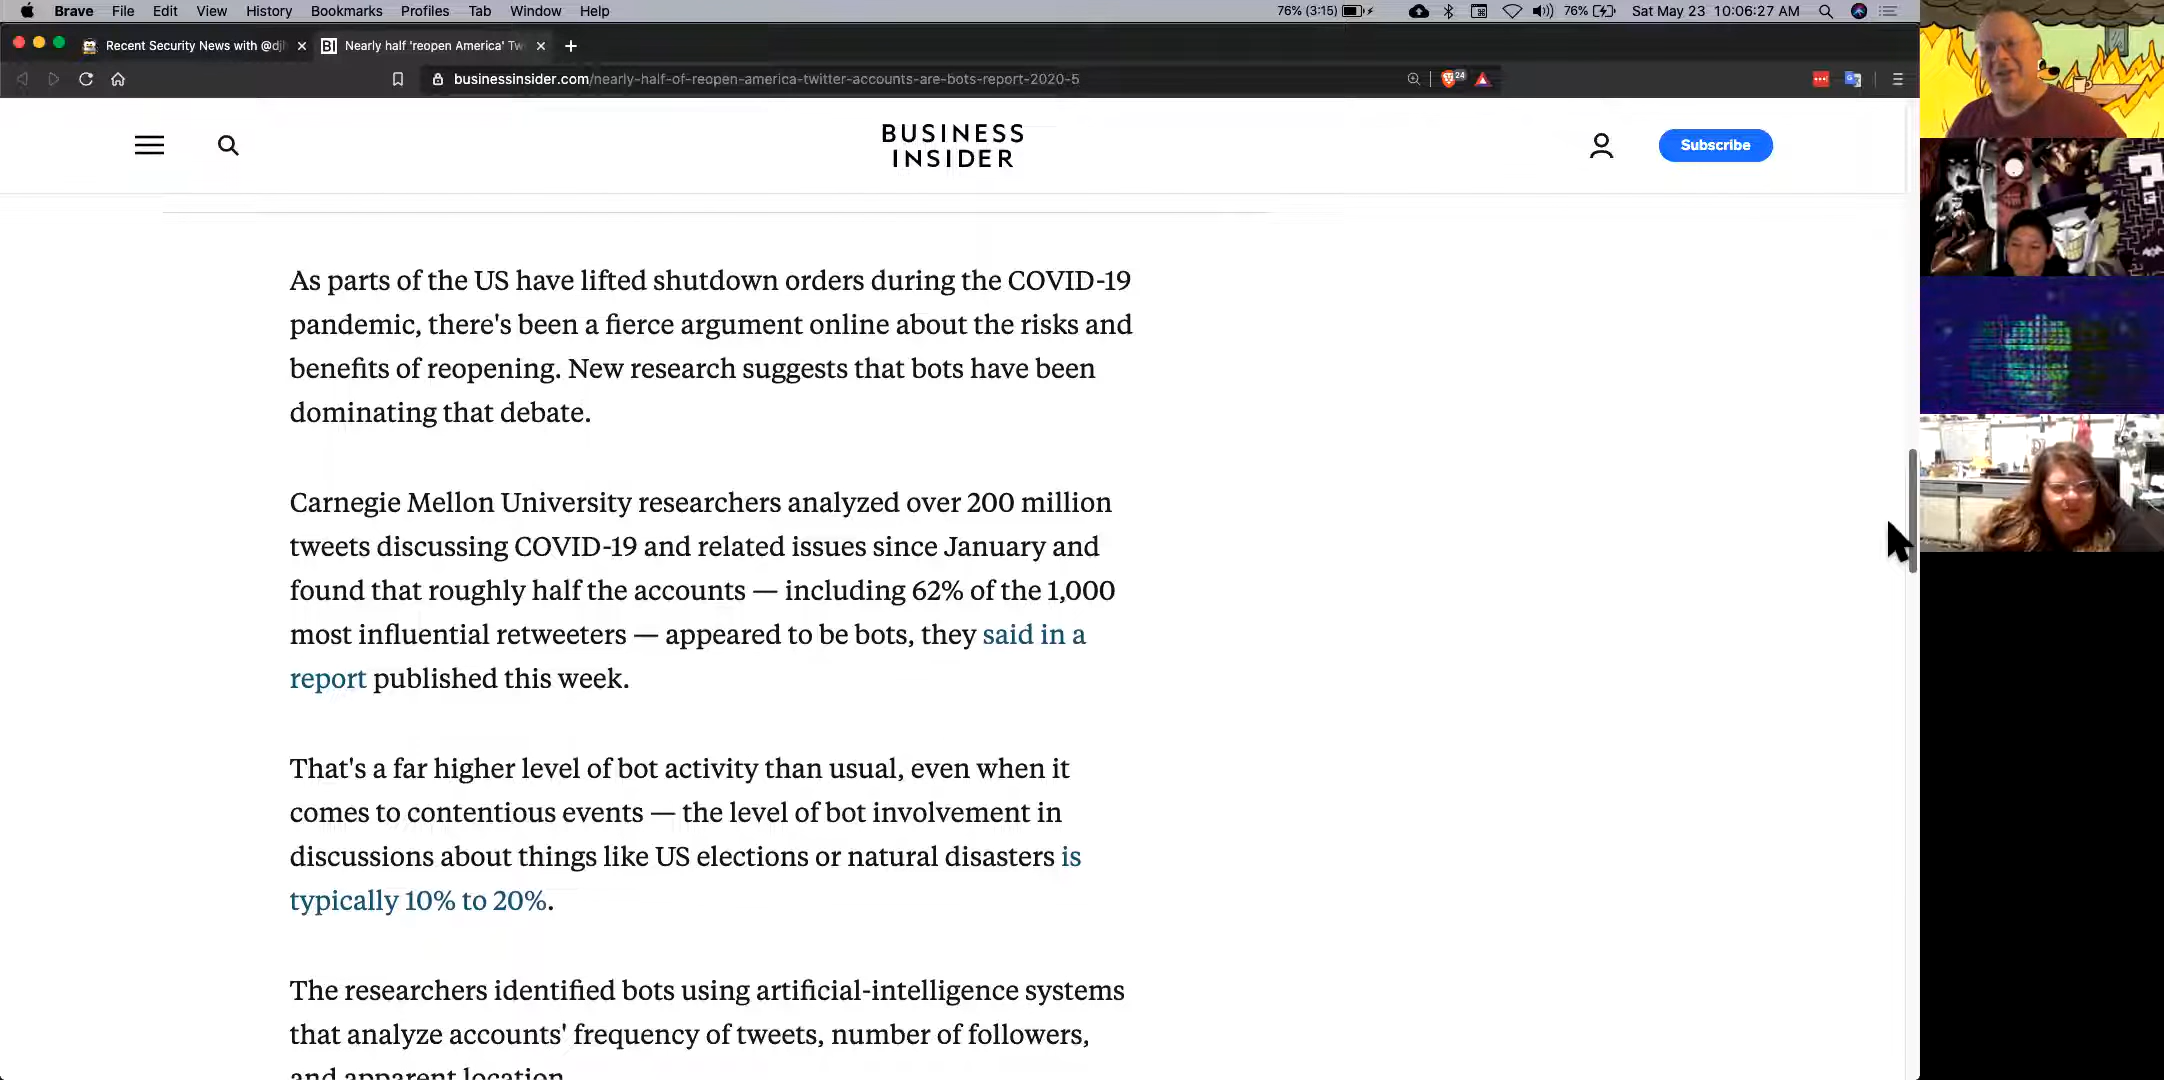 Brave File Edit View History Bookmarks Profiles Tab Window Help 76% (3:15) 76% Sat May 23 10:06:27 AM
Recent Security News with @djl
BI Nearly half 'reopen America' Tw
businessinsider.com/nearly-half-of-reopen-america-twitter-accounts-are-bots-report-2020-5 24
BUSINESS
INSIDER
Subscribe
As parts of the US have lifted shutdown orders during the COVID-19
pandemic, there's been a fierce argument online about the risks and
benefits of reopening. New research suggests that bots have been
dominating that debate.
Carnegie Mellon University researchers analyzed over 200 million
tweets discussing COVID-19 and related issues since January and
found that roughly half the accounts — including 62% of the 1,000
most influential retweeters — appeared to be bots, they said in a
report published this week.
That's a far higher level of bot activity than usual, even when it
comes to contentious events — the level of bot involvement in
discussions about things like US elections or natural disasters is
typically 10% to 20%.
The researchers identified bots using artificial-intelligence systems
that analyze accounts' frequency of tweets, number of followers,
and apparent location.